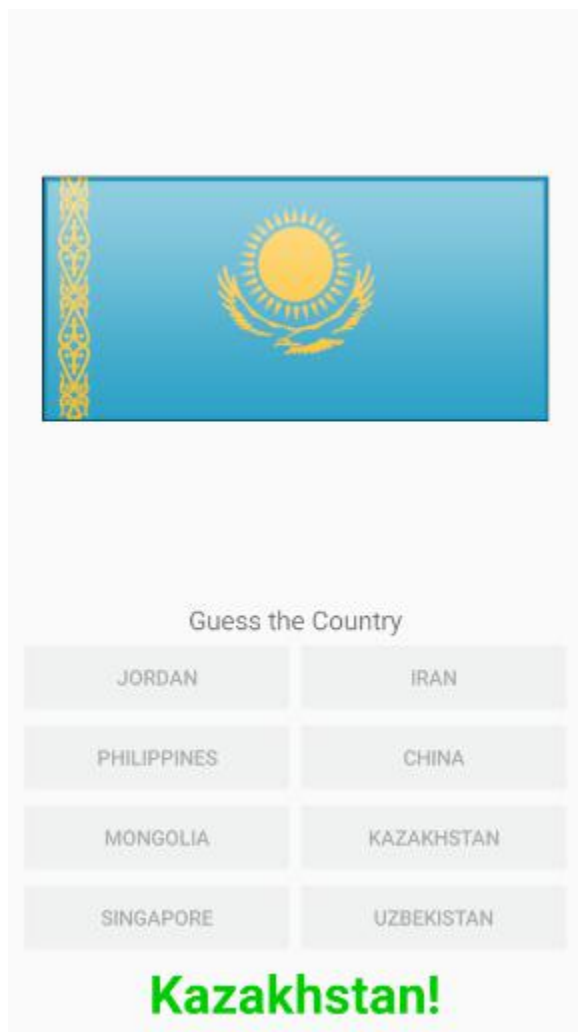 Guess the Country
JORDAN
IRAN
PHILIPPINES
CHINA
MONGOLIA
KAZAKHSTAN
SINGAPORE
UZBEKISTAN
Kazakhstan!